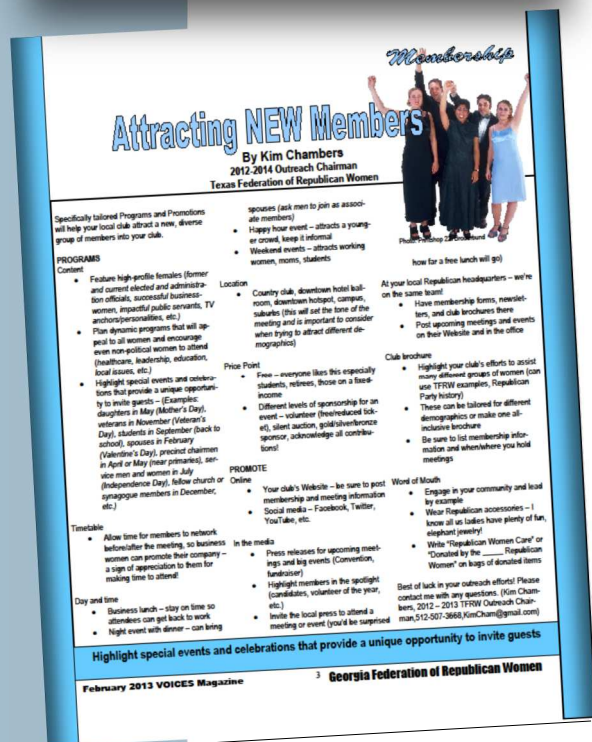 Membership
Attracting NEW Members
By Kim Chambers
2012-2014 Outreach Chairman
Texas Federation of Republican Women
Specifically tailored Programs and Promotions
will help your local club attract a new, diverse
group of members into your club.
PROGRAMS
Content
• Feature high-profile females (former
and current elected and administra-
tion officials, successful business-
women, impactful public servants, TV
anchors/personalities, etc.)
• Plan dynamic programs that will ap-
peal to all women and encourage
even non-political women to attend
(healthcare, leadership, education,
local issues, etc.)
• Highlight special events and celebra-
tions that provide a unique opportuni-
ty to invite guests – (Examples:
daughters in May (Mother's Day),
veterans in November (Veteran's
Day), students in September (back to
school), spouses in February
(Valentine's Day), precinct chairmen
in April or May (near primaries), ser-
vice men and women in July
(Independence Day), fellow church or
synagogue members in December,
etc.)
Timetable
• Allow time for members to network
before/after the meeting, so business
women can promote their company –
a sign of appreciation to them for
making time to attend!
Day and time
• Business lunch – stay on time so
attendees can get back to work
• Night event with dinner – can bring
spouses (ask men to join as associ-
ate members)
• Happy hour event – attracts a young-
er crowd, keep it informal
• Weekend events – attracts working
women, moms, students
Location
• Country club, downtown hotel ball-
room, downtown hotspot, campus,
suburbs (this will set the tone of the
meeting and is important to consider
when trying to attract different de-
mographics)
Price Point
• Free – everyone likes this especially
students, retirees, those on a fixed-
income
• Different levels of sponsorship for an
event – volunteer (free/reduced tick-
et), silent auction, gold/silver/bronze
sponsor, acknowledge all contribu-
tions!
PROMOTE
Online
• Your club's Website – be sure to post
membership and meeting information
• Social media – Facebook, Twitter,
YouTube, etc.
In the media
• Press releases for upcoming meet-
ings and big events (Convention,
fundraiser)
• Highlight members in the spotlight
(candidates, volunteer of the year,
etc.)
• Invite the local press to attend a
meeting or event (you'd be surprised
Photo:
how far a free lunch will go)
At your local Republican headquarters – we're
on the same team!
• Have membership forms, newslet-
ters, and club brochures there
• Post upcoming meetings and events
on their Website and in the office
Club brochure
• Highlight your club's efforts to assist
many different groups of women (can
use TFRW examples, Republican
Party history)
• These can be tailored for different
demographics or make one all-
inclusive brochure
• Be sure to list membership infor-
mation and when/where you hold
meetings
Word of Mouth
• Engage in your community and lead
by example
• Wear Republican accessories – I
know all us ladies have plenty of fun,
elephant jewelry!
• Write "Republican Women Care" or
"Donated by the _____ Republican
Women" on bags of donated items
Best of luck in your outreach efforts! Please
contact me with any questions. (Kim Cham-
bers, 2012 – 2013 TFRW Outreach Chair-
man,512-507-3668,KimCham@gmail.com)
Highlight special events and celebrations that provide a unique opportunity to invite guests
February 2013 VOICES Magazine
3
Georgia Federation of Republican Women